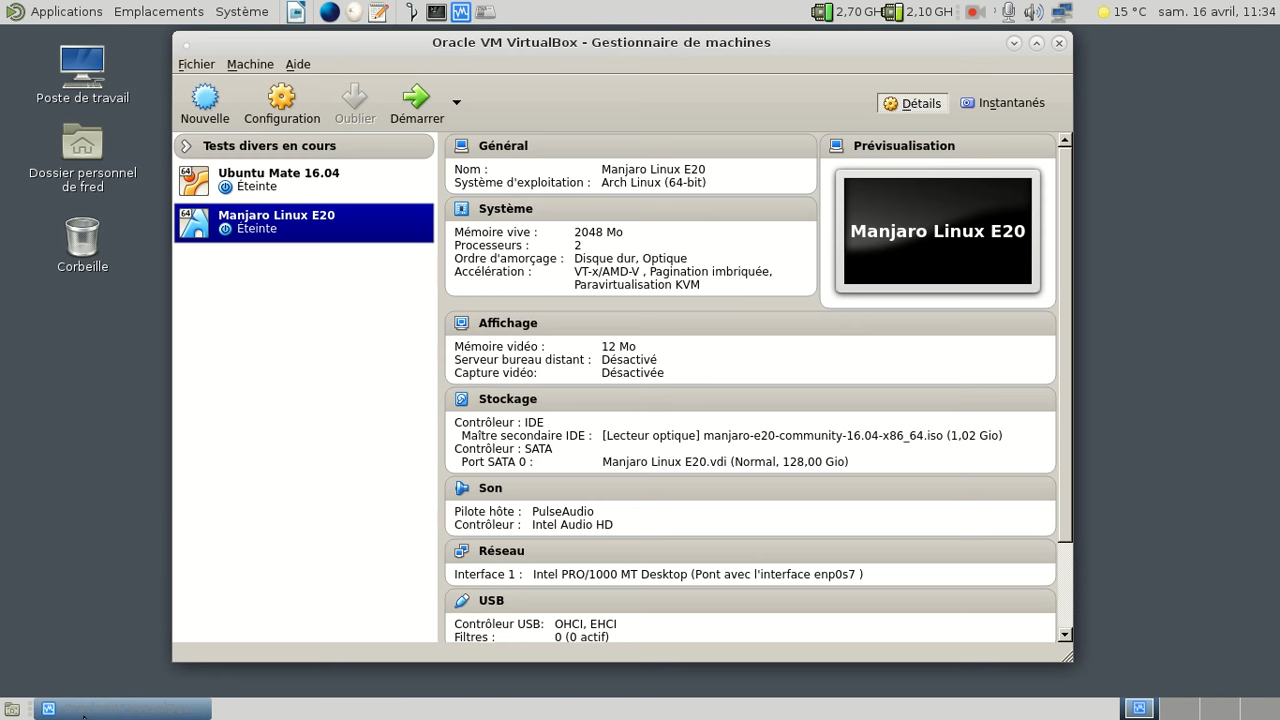 Applications Emplacements Système 2,70 GH 2,10 GH 15 °C sam. 16 avril, 11:34
Oracle VM VirtualBox - Gestionnaire de machines
Fichier Machine Aide
Nouvelle Configuration Oublier Démarrer Détails Instantanés
Poste de travail
Dossier personnel
de fred
Corbeille
Tests divers en cours
64 Ubuntu Mate 16.04
Éteinte
64 Manjaro Linux E20
Éteinte
Général
Nom : Manjaro Linux E20
Système d'exploitation : Arch Linux (64-bit)
Système
Mémoire vive : 2048 Mo
Processeurs : 2
Ordre d'amorçage : Disque dur, Optique
Accélération : VT-x/AMD-V , Pagination imbriquée,
Paravirtualisation KVM
Prévisualisation
Manjaro Linux E20
Affichage
Mémoire vidéo : 12 Mo
Serveur bureau distant : Désactivé
Capture vidéo: Désactivée
Stockage
Contrôleur : IDE
Maître secondaire IDE : [Lecteur optique] manjaro-e20-community-16.04-x86_64.iso (1,02 Gio)
Contrôleur : SATA
Port SATA 0 : Manjaro Linux E20.vdi (Normal, 128,00 Gio)
Son
Pilote hôte : PulseAudio
Contrôleur : Intel Audio HD
Réseau
Interface 1 : Intel PRO/1000 MT Desktop (Pont avec l'interface enp0s7 )
USB
Contrôleur USB: OHCI, EHCI
Filtres : 0 (0 actif)